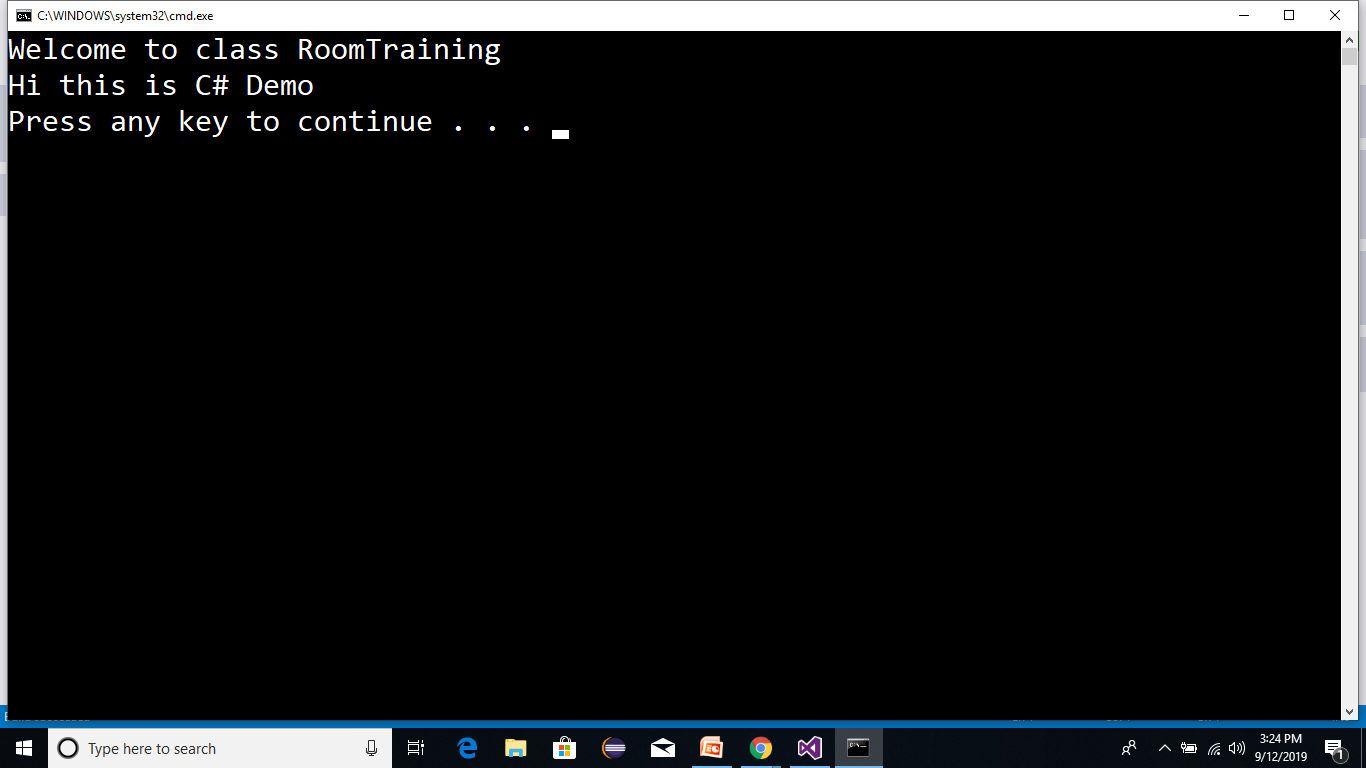 C:\WINDOWS\system32\cmd.exe
Welcome to class RoomTraining
Hi this is C# Demo
Press any key to continue . . .
Type here to search
3:24 PM
9/12/2019
1